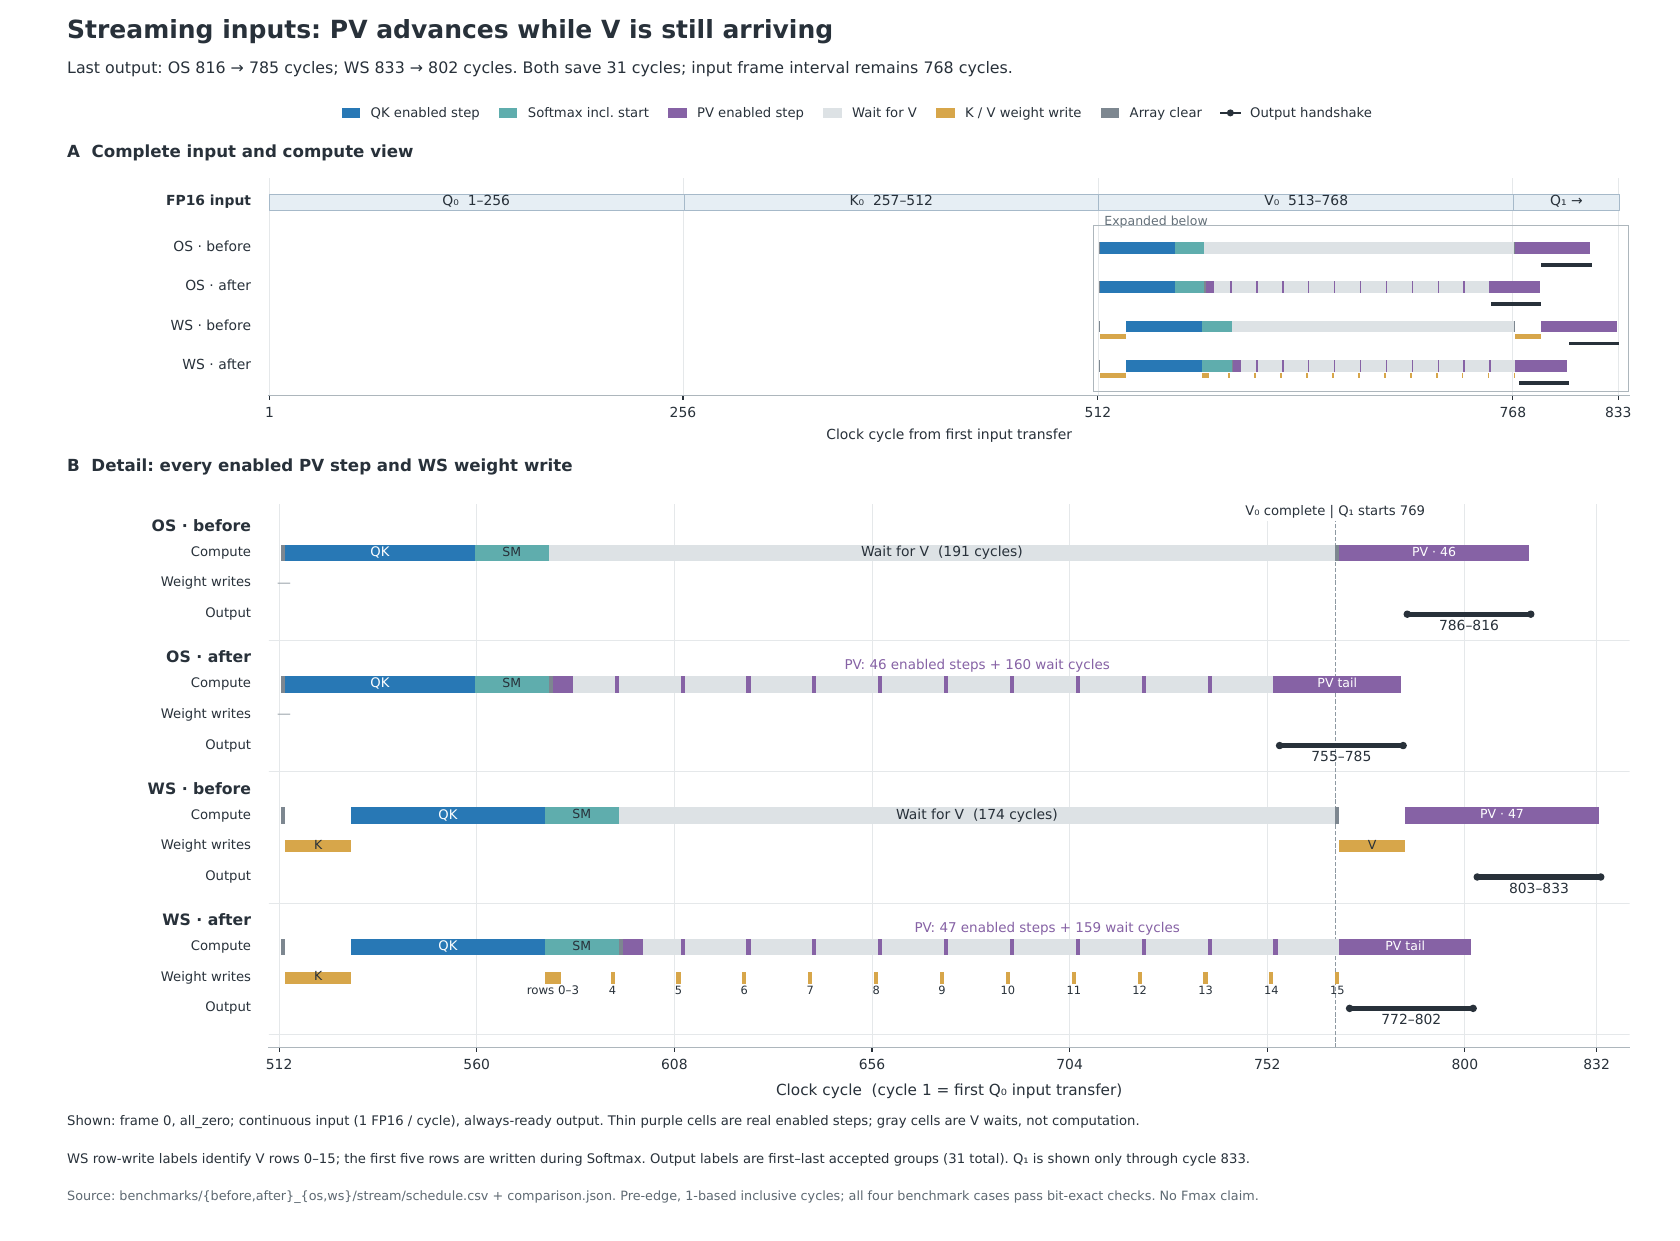 Streaming inputs: PV advances while V is still arriving
Last output: OS 816 → 785 cycles; WS 833 → 802 cycles. Both save 31 cycles; input frame interval remains 768 cycles.
QK enabled step Softmax incl. start PV enabled step Wait for V K / V weight write Array clear Output handshake
A Complete input and compute view
FP16 input Q₀ 1–256 K₀ 257–512 V₀ 513–768 Q₁ →
Expanded below
OS · before
OS · after
WS · before
WS · after
1 256 512 768 833
Clock cycle from first input transfer
B Detail: every enabled PV step and WS weight write
V₀ complete | Q₁ starts 769
OS · before
Compute QK SM Wait for V (191 cycles) PV · 46
Weight writes —
Output
786–816
OS · after
PV: 46 enabled steps + 160 wait cycles
Compute QK SM PV tail
Weight writes —
Output
755–785
WS · before
Compute QK SM Wait for V (174 cycles) PV · 47
Weight writes K V
Output
803–833
WS · after
PV: 47 enabled steps + 159 wait cycles
Compute QK SM PV tail
Weight writes K
rows 0–3 4 5 6 7 8 9 10 11 12 13 14 15
Output
772–802
512 560 608 656 704 752 800 832
Clock cycle (cycle 1 = first Q₀ input transfer)
Shown: frame 0, all_zero; continuous input (1 FP16 / cycle), always-ready output. Thin purple cells are real enabled steps; gray cells are V waits, not computation.
WS row-write labels identify V rows 0–15; the first five rows are written during Softmax. Output labels are first–last accepted groups (31 total). Q₁ is shown only through cycle 833.
Source: benchmarks/{before,after}_{os,ws}/stream/schedule.csv + comparison.json. Pre-edge, 1-based inclusive cycles; all four benchmark cases pass bit-exact checks. No Fmax claim.